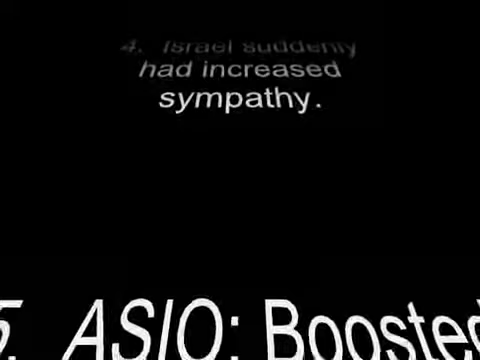 4. Israel suddenly
had increased
sympathy.
5. ASIO: Boosted